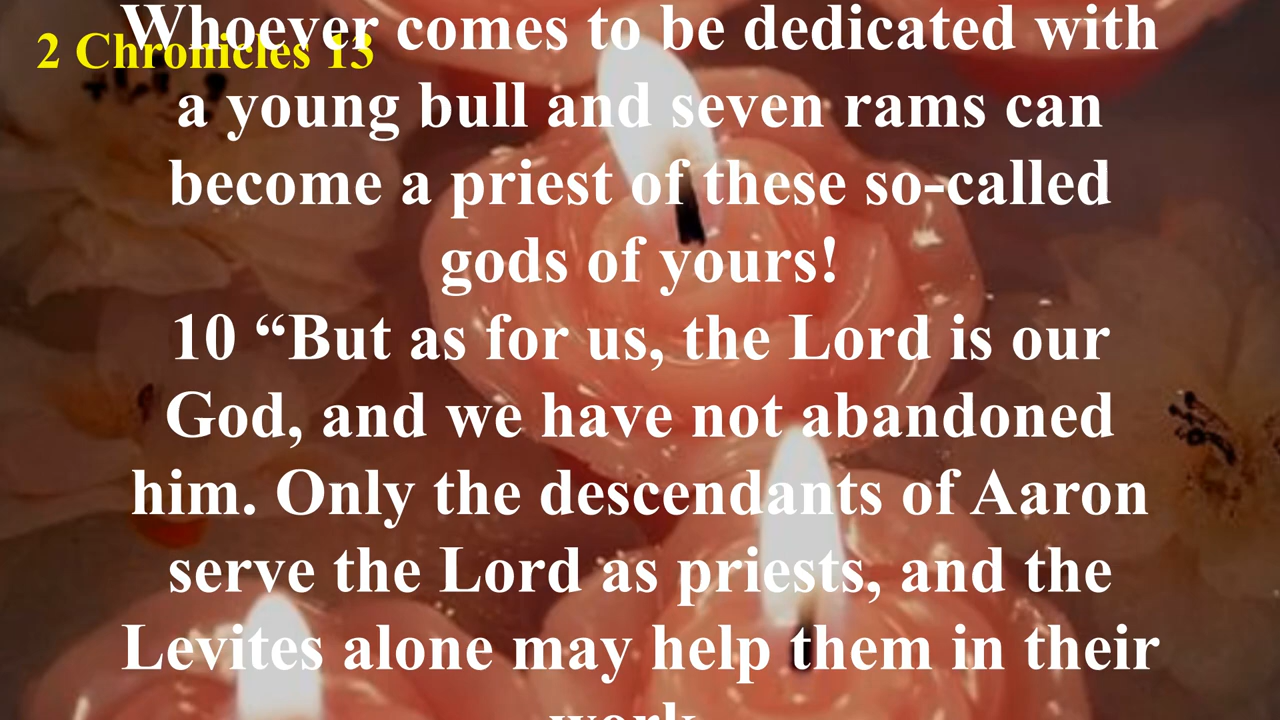 2 Chronicles 13
Whoever comes to be dedicated with
a young bull and seven rams can
become a priest of these so-called
gods of yours!
10 “But as for us, the Lord is our
God, and we have not abandoned
him. Only the descendants of Aaron
serve the Lord as priests, and the
Levites alone may help them in their
work.